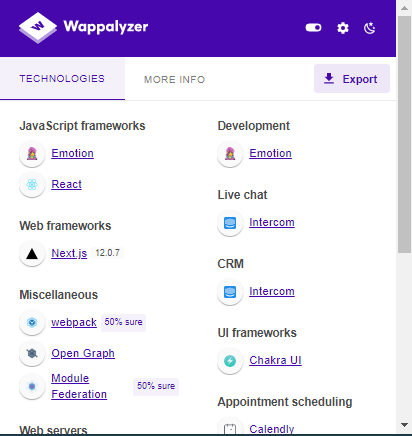 Wappalyzer
TECHNOLOGIES
MORE INFO
Export
JavaScript frameworks
Emotion
React
Web frameworks
Next.js 12.0.7
Miscellaneous
webpack 50% sure
Open Graph
Module
Federation 50% sure
Web servers
Development
Emotion
Live chat
Intercom
CRM
Intercom
UI frameworks
Chakra UI
Appointment scheduling
Calendly